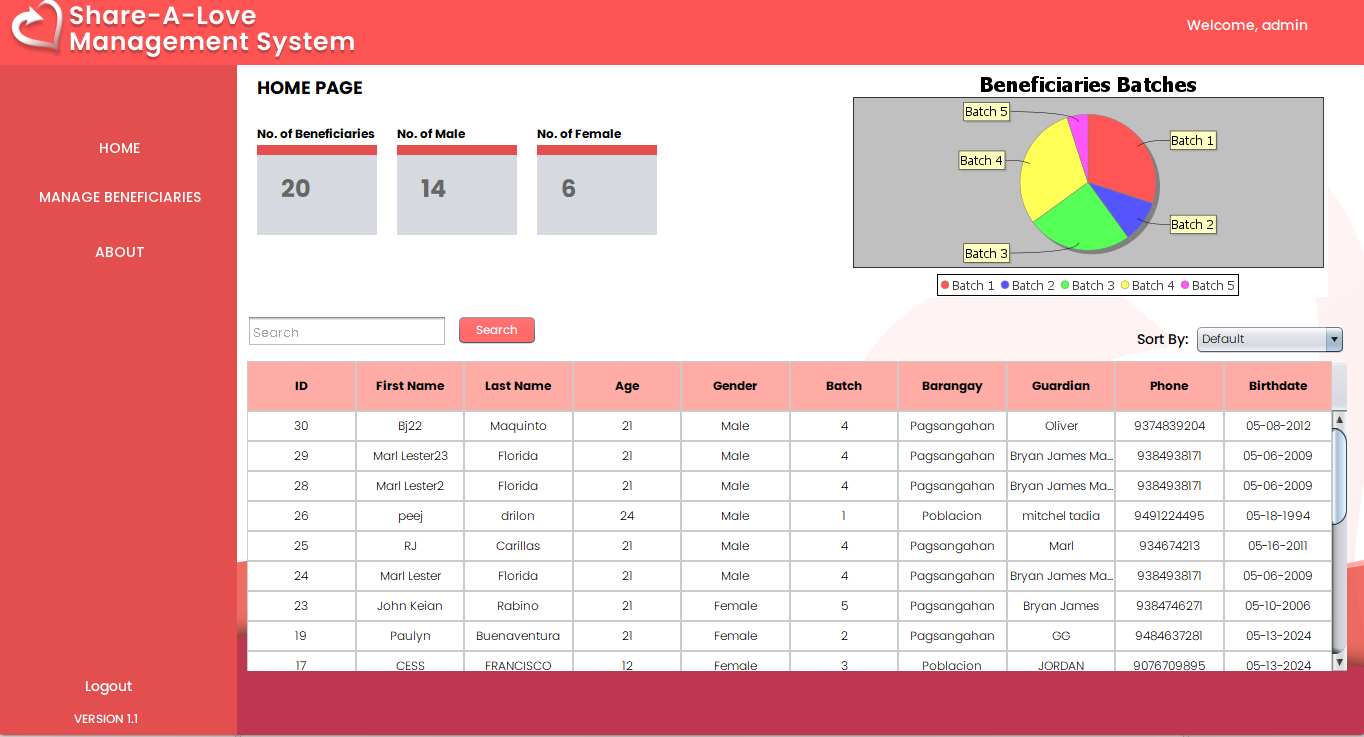 Share-A-Love
Management System
Welcome, admin
HOME
MANAGE BENEFICIARIES
ABOUT
Logout
VERSION 1.1
HOME PAGE
No. of Beneficiaries No. of Male No. of Female
20 14 6
Beneficiaries Batches
Batch 5
Batch 1
Batch 4
Batch 2
Batch 3
Batch 1 Batch 2 Batch 3 Batch 4 Batch 5
Search Search
Sort By: Default
ID First Name Last Name Age Gender Batch Barangay Guardian Phone Birthdate
30 Bj22 Maquinto 21 Male 4 Pagsangahan Oliver 9374839204 05-08-2012
29 Marl Lester23 Florida 21 Male 4 Pagsangahan Bryan James Ma... 9384938171 05-06-2009
28 Marl Lester2 Florida 21 Male 4 Pagsangahan Bryan James Ma... 9384938171 05-06-2009
26 peej drilon 24 Male 1 Poblacion mitchel tadia 9491224495 05-18-1994
25 RJ Carillas 21 Male 4 Pagsangahan Marl 934674213 05-16-2011
24 Marl Lester Florida 21 Male 4 Pagsangahan Bryan James Ma... 9384938171 05-06-2009
23 John Keian Rabino 21 Female 5 Pagsangahan Bryan James 9384746271 05-10-2006
19 Paulyn Buenaventura 21 Female 2 Pagsangahan GG 9484637281 05-13-2024
17 CESS FRANCISCO 12 Female 3 Poblacion JORDAN 9076709895 05-13-2024